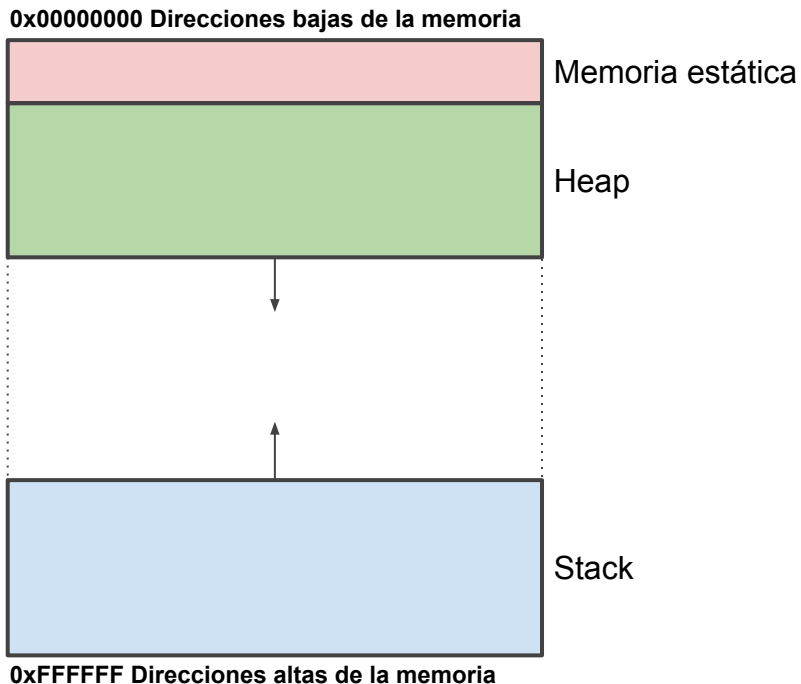 0x00000000 Direcciones bajas de la memoria
Memoria estática
Heap
Stack
0xFFFFFF Direcciones altas de la memoria